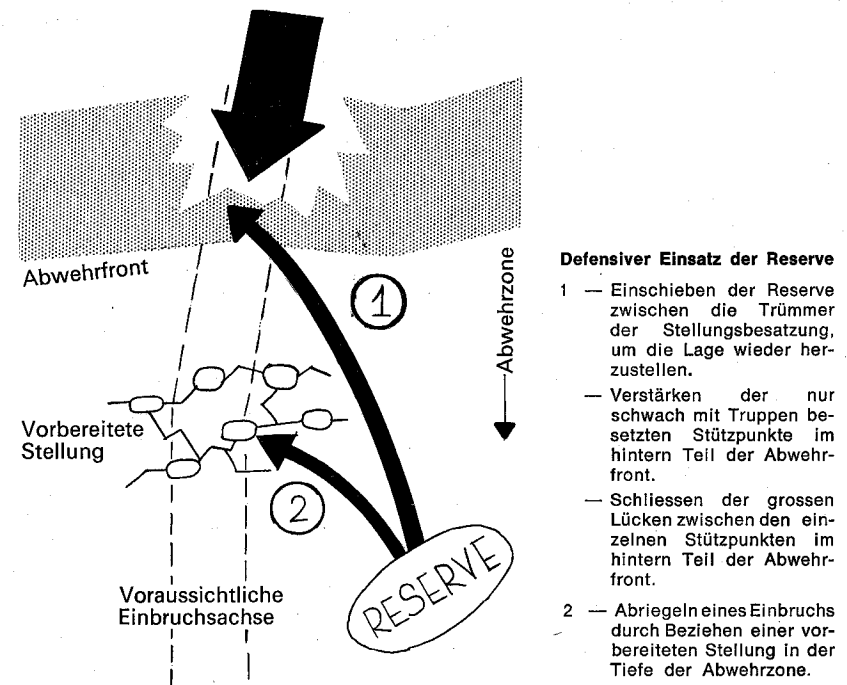 Abwehrfront
1
Abwehrzone
Vorbereitete
Stellung
2
Voraussichtliche
Einbruchsachse
RESERVE
Defensiver Einsatz der Reserve
1 — Einschieben der Reserve
zwischen die Trümmer
der Stellungsbesatzung,
um die Lage wieder her-
zustellen.
— Verstärken der nur
schwach mit Truppen be-
setzten Stützpunkte im
hintern Teil der Abwehr-
front.
— Schliessen der grossen
Lücken zwischen den ein-
zelnen Stützpunkten im
hintern Teil der Abwehr-
front.
2 — Abriegeln eines Einbruchs
durch Beziehen einer vor-
bereiteten Stellung in der
Tiefe der Abwehrzone.